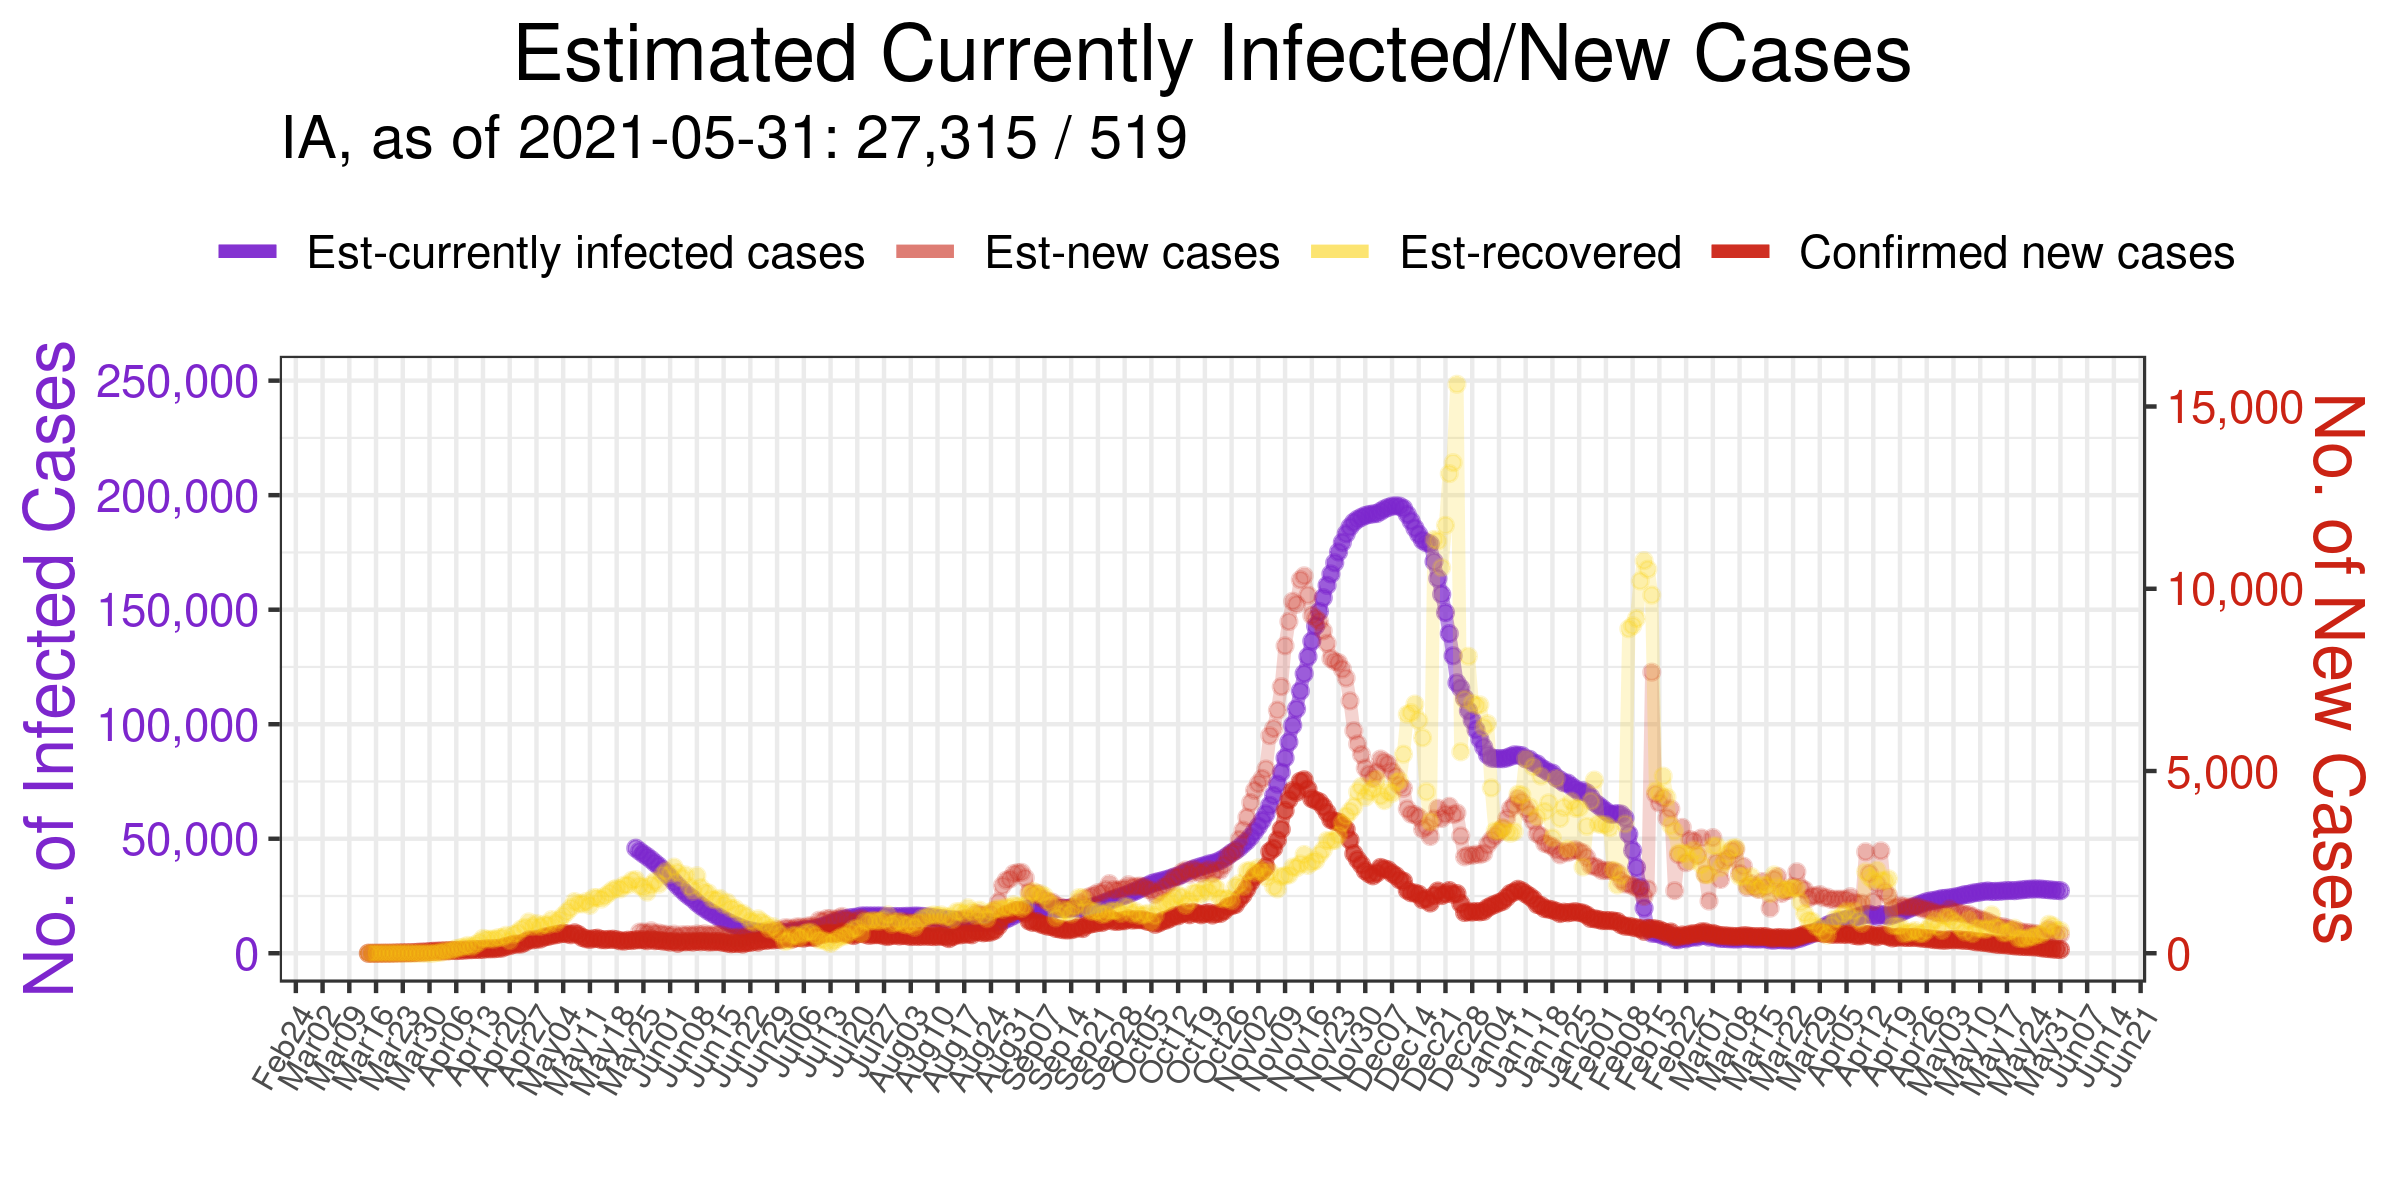 Estimated Currently Infected/New Cases
IA, as of 2021-05-31: 27,315 / 519
Est-currently infected cases Est-new cases Est-recovered Confirmed new cases
No. of Infected Cases
250,000
200,000
150,000
100,000
50,000
0
15,000
10,000
5,000
0
No. of New Cases
Feb24 Mar02 Mar09 Mar16 Mar23 Mar30 Apr06 Apr13 Apr20 Apr27 May04 May11 May18 May25 Jun01 Jun08 Jun15 Jun22 Jun29 Jul06 Jul13 Jul20 Jul27 Aug03 Aug10 Aug17 Aug24 Aug31 Sep07 Sep14 Sep21 Sep28 Oct05 Oct12 Oct19 Oct26 Nov02 Nov09 Nov16 Nov23 Nov30 Dec07 Dec14 Dec21 Dec28 Jan04 Jan11 Jan18 Jan25 Feb01 Feb08 Feb15 Feb22 Mar01 Mar08 Mar15 Mar22 Mar29 Apr05 Apr12 Apr19 Apr26 May03 May10 May17 May24 May31 Jun07 Jun14 Jun21